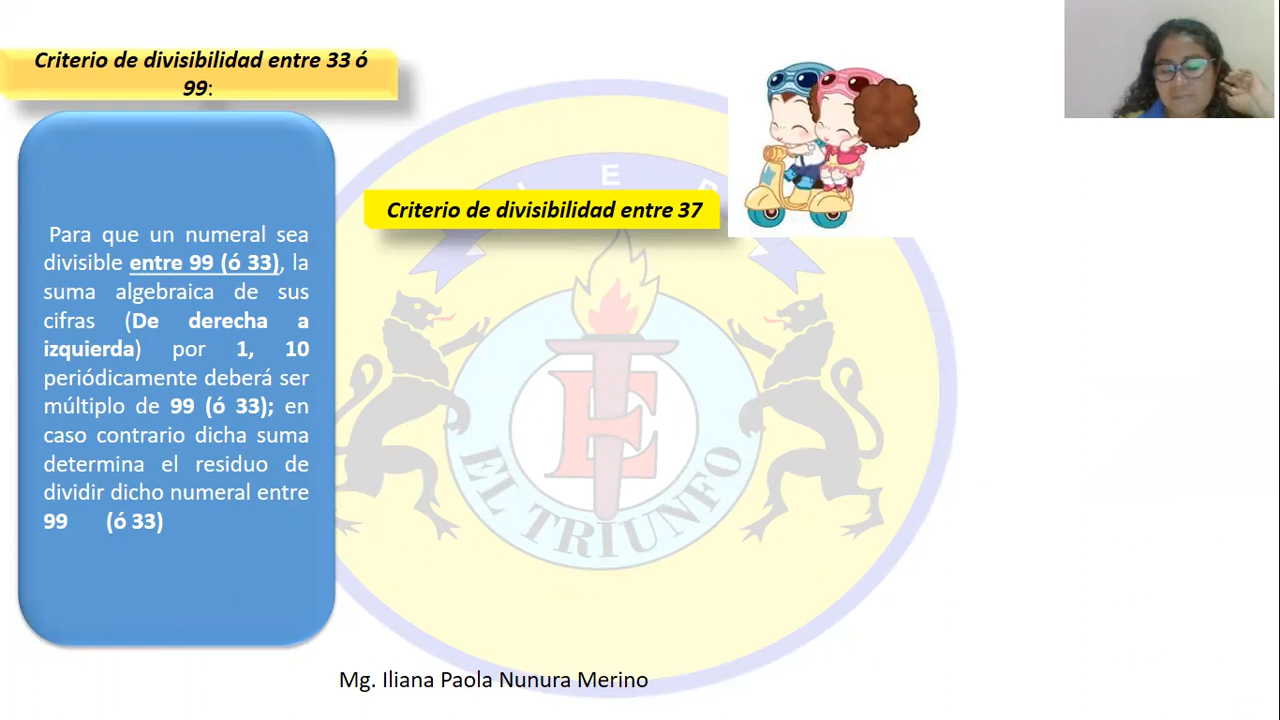 Criterio de divisibilidad entre 33 ó
99:
Para que un numeral sea
divisible entre 99 (ó 33), la
suma algebraica de sus
cifras (De derecha a
izquierda) por 1, 10
periódicamente deberá ser
múltiplo de 99 (ó 33); en
caso contrario dicha suma
determina el residuo de
dividir dicho numeral entre
99 (ó 33)
Criterio de divisibilidad entre 37
E
EL TRIUNFO
Mg. Iliana Paola Nunura Merino